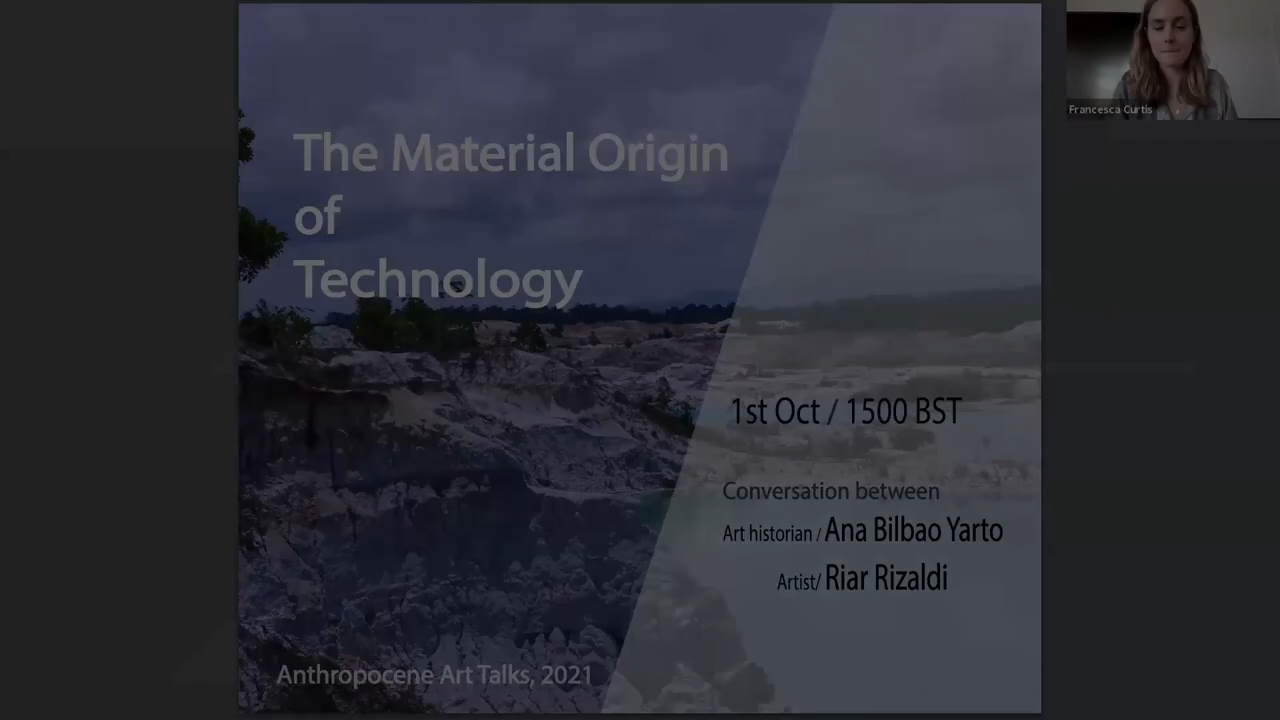 Francesca Curtis
The Material Origin
of
Technology
1st Oct / 1500 BST
Conversation between
Art historian / Ana Bilbao Yarto
Artist/ Riar Rizaldi
Anthropocene Art Talks, 2021